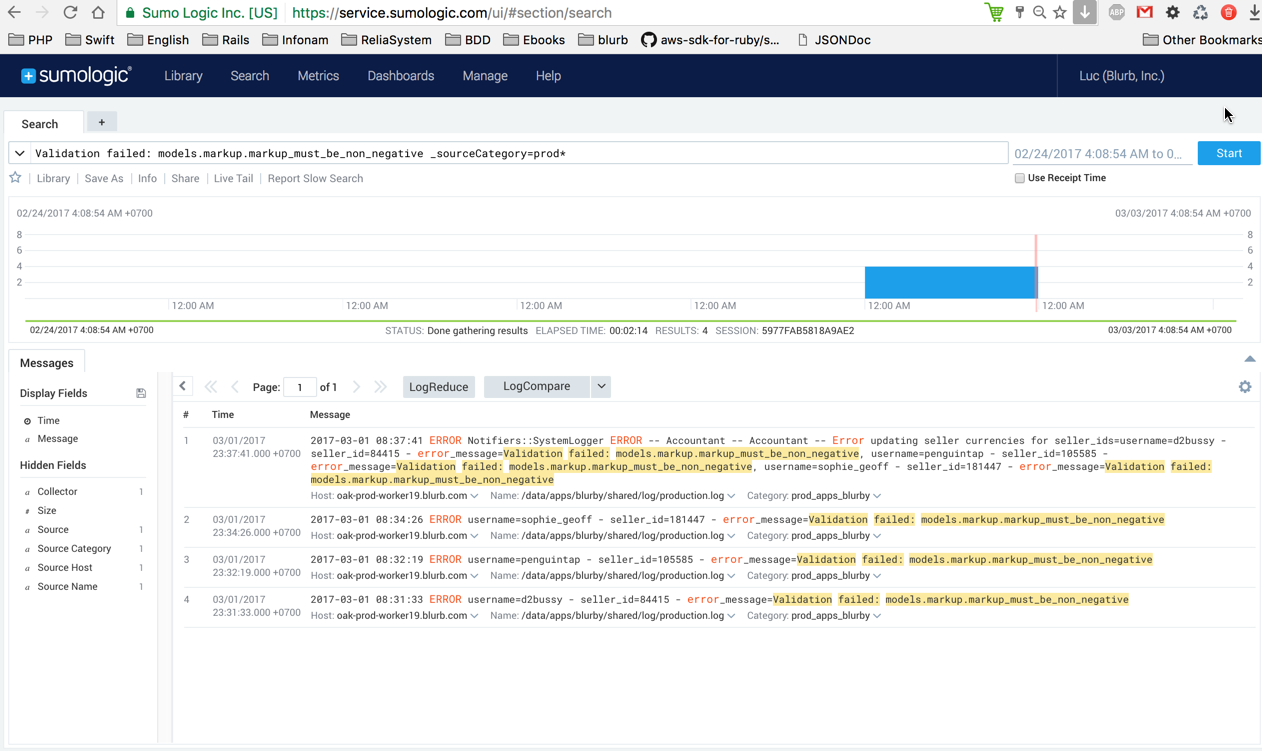 Sumo Logic Inc. [US] https://service.sumologic.com/ui/#section/search
PHP Swift English Rails Infonam ReliaSystem BDD Ebooks blurb aws-sdk-for-ruby/s... JSONDoc Other Bookmarks
sumologic Library Search Metrics Dashboards Manage Help Luc (Blurb, Inc.)
Search +
Validation failed: models.markup.markup_must_be_non_negative _sourceCategory=prod* 02/24/2017 4:08:54 AM to 0... Start
Library Save As Info Share Live Tail Report Slow Search Use Receipt Time
02/24/2017 4:08:54 AM +0700 03/03/2017 4:08:54 AM +0700
8 8
6 6
4 4
2 2
12:00 AM 12:00 AM 12:00 AM 12:00 AM 12:00 AM 12:00 AM
02/24/2017 4:08:54 AM +0700 STATUS: Done gathering results ELAPSED TIME: 00:02:14 RESULTS: 4 SESSION: 5977FAB5818A9AE2 03/03/2017 4:08:54 AM +0700
Messages
Display Fields
Time
a Message
Hidden Fields
a Collector 1
# Size
a Source 1
a Source Category 1
a Source Host 1
a Source Name 1
Page: 1 of 1 LogReduce LogCompare
# Time Message
1 03/01/2017 23:37:41.000 +0700
2017-03-01 08:37:41 ERROR Notifiers::SystemLogger ERROR -- Accountant -- Accountant -- Error updating seller currencies for seller_ids=username=d2bussy -
seller_id=84415 - error_message=Validation failed: models.markup.markup_must_be_non_negative, username=penguintap - seller_id=105585 -
error_message=Validation failed: models.markup.markup_must_be_non_negative, username=sophie_geoff - seller_id=181447 - error_message=Validation failed:
models.markup.markup_must_be_non_negative
Host: oak-prod-worker19.blurb.com Name: /data/apps/blurby/shared/log/production.log Category: prod_apps_blurby
2 03/01/2017 23:34:26.000 +0700
2017-03-01 08:34:26 ERROR username=sophie_geoff - seller_id=181447 - error_message=Validation failed: models.markup.markup_must_be_non_negative
Host: oak-prod-worker19.blurb.com Name: /data/apps/blurby/shared/log/production.log Category: prod_apps_blurby
3 03/01/2017 23:32:19.000 +0700
2017-03-01 08:32:19 ERROR username=penguintap - seller_id=105585 - error_message=Validation failed: models.markup.markup_must_be_non_negative
Host: oak-prod-worker19.blurb.com Name: /data/apps/blurby/shared/log/production.log Category: prod_apps_blurby
4 03/01/2017 23:31:33.000 +0700
2017-03-01 08:31:33 ERROR username=d2bussy - seller_id=84415 - error_message=Validation failed: models.markup.markup_must_be_non_negative
Host: oak-prod-worker19.blurb.com Name: /data/apps/blurby/shared/log/production.log Category: prod_apps_blurby